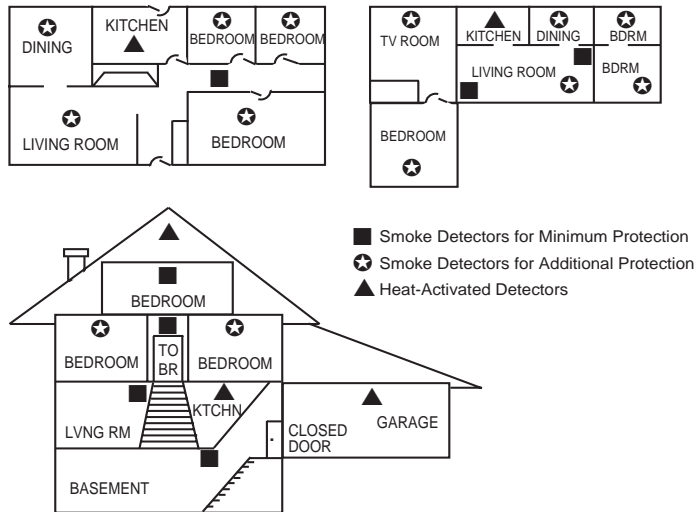 KITCHEN
DINING
BEDROOM
BEDROOM
LIVING ROOM
BEDROOM
TV ROOM
KITCHEN
DINING
BDRM
LIVING ROOM
BDRM
BEDROOM
Smoke Detectors for Minimum Protection
Smoke Detectors for Additional Protection
Heat-Activated Detectors
BEDROOM
BEDROOM
TO
BR
BEDROOM
LVNG RM
KTCHN
CLOSED
DOOR
GARAGE
BASEMENT